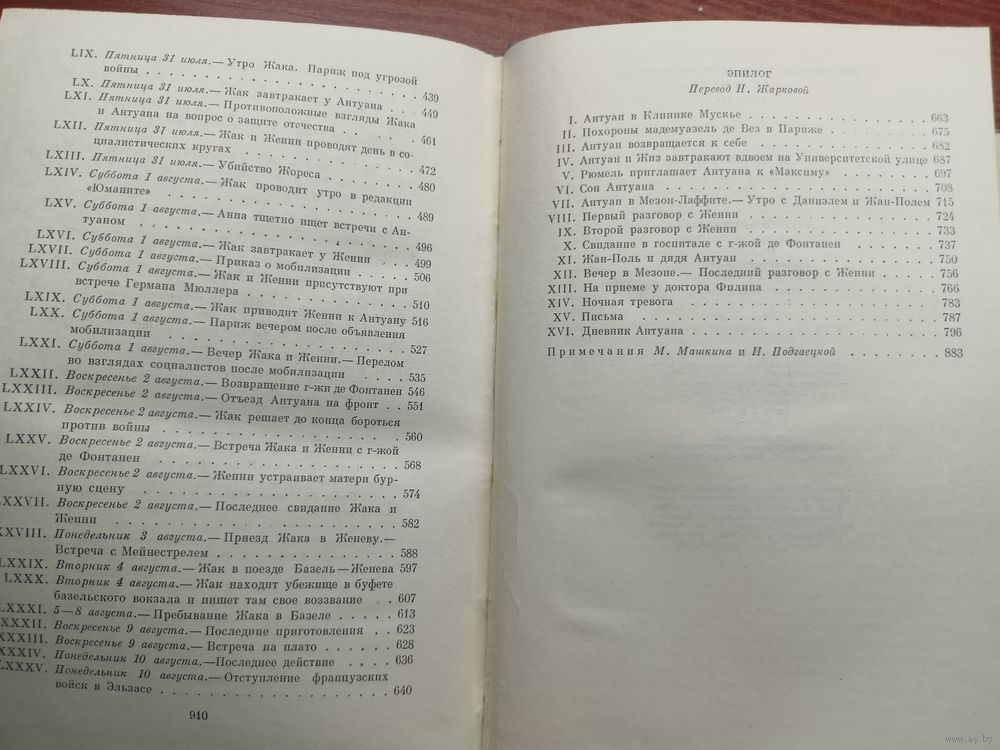 LIX. Пятница 31 июля.— Утро Жака. Париж под угрозой
войны . . . . . . . . . . . . . . . . . . . . 439
LX. Пятница 31 июля.— Жак завтракает у Антуана . . 449
LXI. Пятница 31 июля.— Противоположные взгляды Жака
и Антуана на вопрос о защите отечества . . . . . 461
LXII. Пятница 31 июля.— Жак и Женни проводят день в со-
циалистических кругах . . . . . . . . . . . . 472
LXIII. Пятница 31 июля.— Убийство Жореса . . . . . . 480
LXIV. Суббота 1 августа.— Жак проводит утро в редакции
«Юманите» . . . . . . . . . . . . . . . . . 489
LXV. Суббота 1 августа.— Анна тщетно ищет встречи с Ан-
туаном . . . . . . . . . . . . . . . . . . . 496
LXVI. Суббота 1 августа.— Жак завтракает у Женни . . . 499
LXVII. Суббота 1 августа.— Приказ о мобилизации . . . . 506
LXVIII. Суббота 1 августа.— Жак и Женни присутствуют при
встрече Германа Мюллера . . . . . . . . . . . 510
LXIX. Суббота 1 августа.— Жак приводит Женни к Антуану 516
LXX. Суббота 1 августа.— Париж вечером после объявления
мобилизации . . . . . . . . . . . . . . . . . 527
LXXI. Суббота 1 августа.— Вечер Жака и Женни.— Перелом
во взглядах социалистов после мобилизации . . . . 535
LXXII. Воскресенье 2 августа.— Возвращение г-жи де Фонтанен 546
LXXIII. Воскресенье 2 августа.— Отъезд Антуана на фронт . . 551
LXXIV. Воскресенье 2 августа.— Жак решает до конца бороться
против войны . . . . . . . . . . . . . . . . 560
LXXV. Воскресенье 2 августа.— Встреча Жака и Женни с г-жой
де Фонтанен . . . . . . . . . . . . . . . . . 568
LXXVI. Воскресенье 2 августа.— Женни устраивает матери бур-
ную сцену . . . . . . . . . . . . . . . . . . 574
LXXVII. Воскресенье 2 августа.— Последнее свидание Жака и
Женни . . . . . . . . . . . . . . . . . . . . 582
XXVIII. Понедельник 3 августа.— Приезд Жака в Женеву.—
Встреча с Мейнестрелем . . . . . . . . . . . . 588
LXXIX. Вторник 4 августа.— Жак в поезде Базель—Женева 597
LXXX. Вторник 4 августа.— Жак находит убежище в буфете
базельского вокзала и пишет там свое воззвание . . 607
LXXXI. 5—8 августа.— Пребывание Жака в Базеле . . . . 613
XXXII. Воскресенье 9 августа.— Последние приготовления . . 623
XXXIII. Воскресенье 9 августа.— Встреча на плато . . . . . 628
XXXIV. Понедельник 10 августа.—Последнее действие . . . . 636
LXXXV. Понедельник 10 августа.— Отступление французских
войск в Эльзасе . . . . . . . . . . . . . . . . 640
910
ЭПИЛОГ
Перевод Н. Жарковой
I. Антуан в Клинике Мускье . . . . . . . . . . . . 663
II. Похороны мадемуазель де Вез в Париже . . . . . . 675
III. Антуан возвращается к себе . . . . . . . . . . . 682
IV. Антуан и Жиз завтракают вдвоем на Университетской улице 687
V. Рюмель приглашает Антуана к «Максиму» . . . . . 697
VI. Сон Антуана . . . . . . . . . . . . . . . . . 708
VII. Антуан в Мезон-Лаффите.— Утро с Даниэлем и Жан-Полем 715
VIII. Первый разговор с Женни . . . . . . . . . . . . 724
IX. Второй разговор с Женни . . . . . . . . . . . . 733
X. Свидание в госпитале с г-жой де Фонтанен . . . . . 737
XI. Жан-Поль и дядя Антуан . . . . . . . . . . . . 750
XII. Вечер в Мезоне.— Последний разговор с Женни . . . 756
XIII. На приеме у доктора Филипа . . . . . . . . . . 766
XIV. Ночная тревога . . . . . . . . . . . . . . . . 783
XV. Письма . . . . . . . . . . . . . . . . . . . . 787
XVI. Дневник Антуана . . . . . . . . . . . . . . . 796
Примечания М. Машкина и И. Подгаецкой . . . . . . 883
www.ay.by